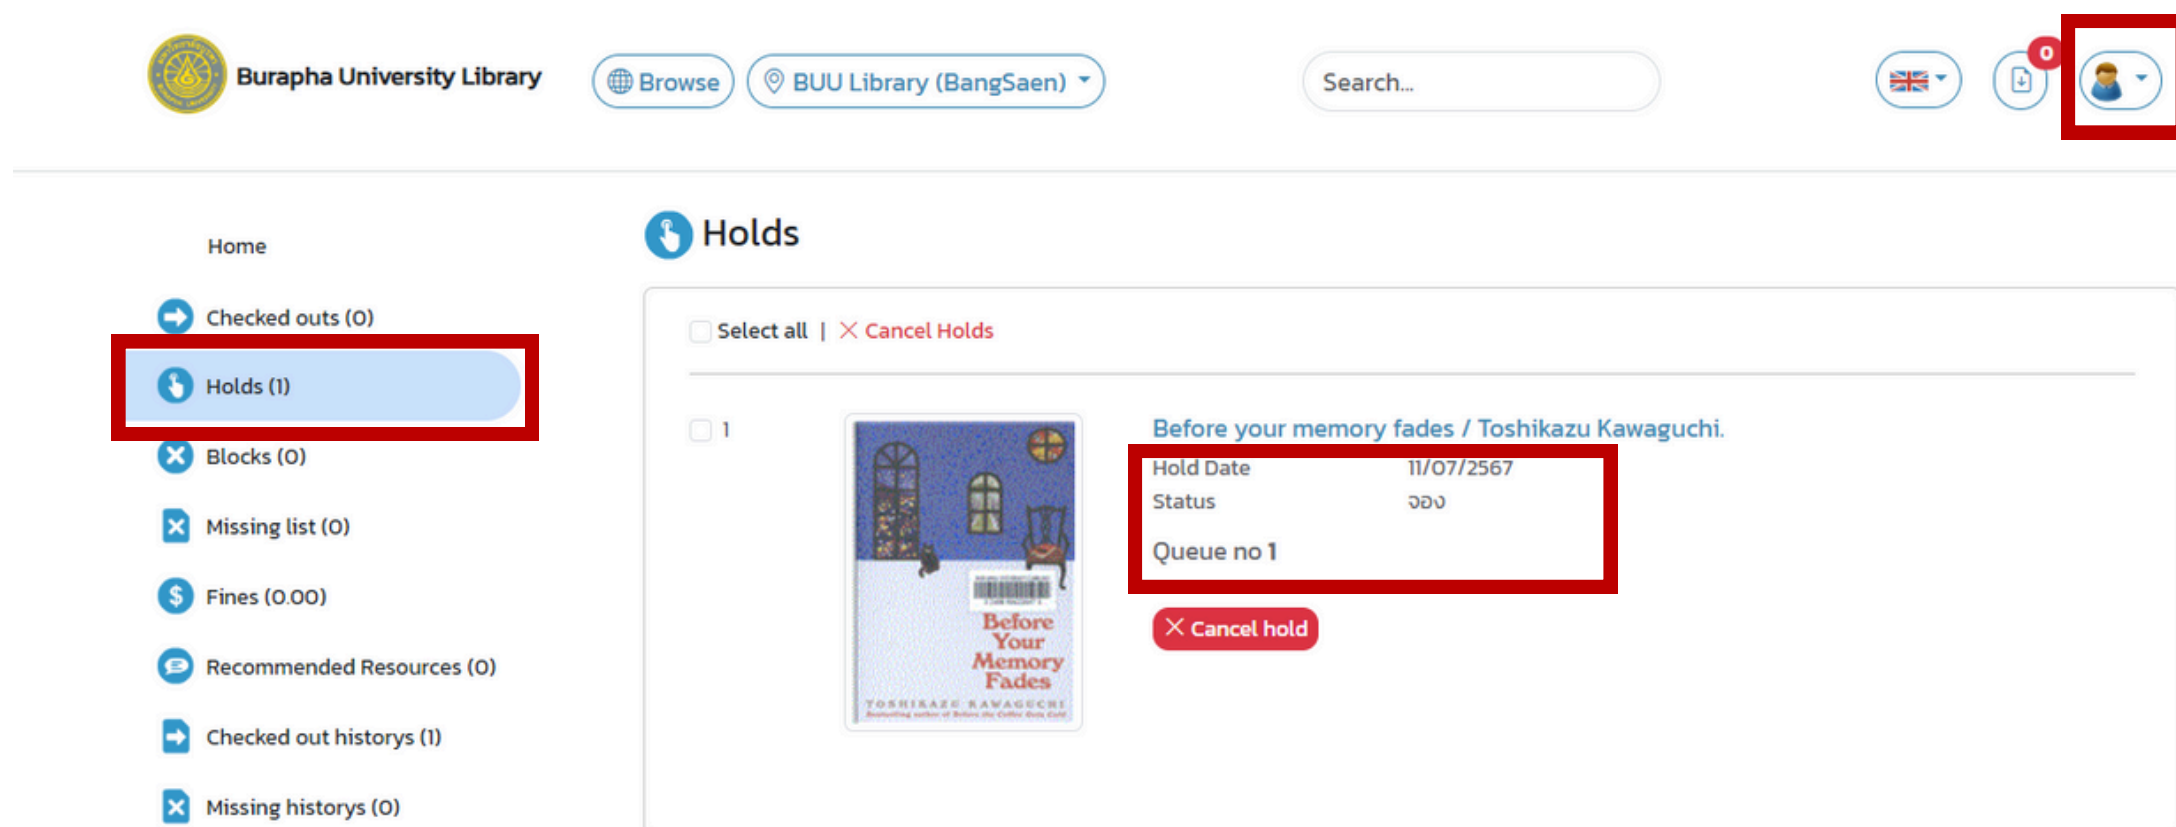 Burapha University Library
Browse
BUU Library (BangSaen)
Search...
0
Home
Checked outs (0)
Holds (1)
Blocks (0)
Missing list (0)
Fines (0.00)
Recommended Resources (0)
Checked out historys (1)
Missing historys (0)
Holds
Select all | Cancel Holds
1
Before
Your
Memory
Fades
TOSHIKAZU KAWAGUCHI
Before your memory fades / Toshikazu Kawaguchi.
Hold Date 11/07/2567
Status จอง
Queue no 1
Cancel hold